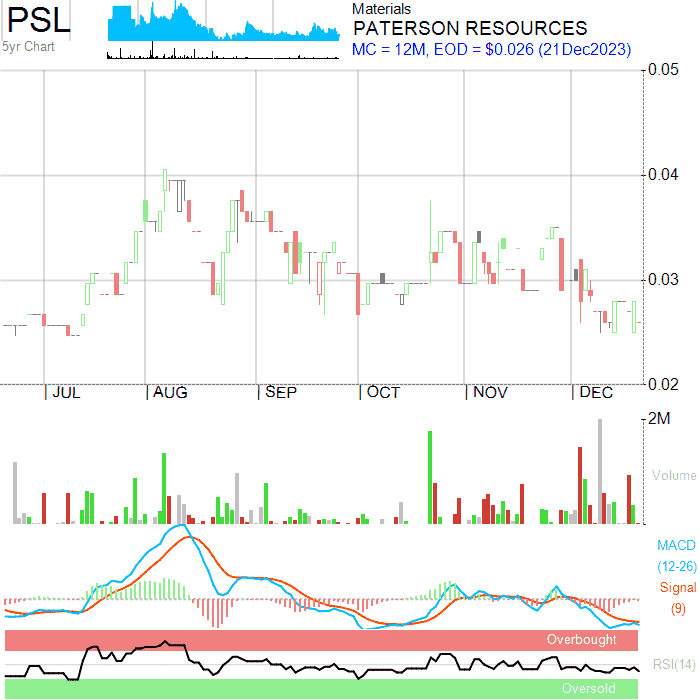 PSL
5yr Chart
Materials
PATERSON RESOURCES
MC = 12M, EOD = $0.026 (21Dec2023)
0.05
0.04
0.03
0.02
JUL AUG SEP OCT NOV DEC
2M
Volume
MACD
(12-26)
Signal
(9)
Overbought
RSI(14)
Oversold